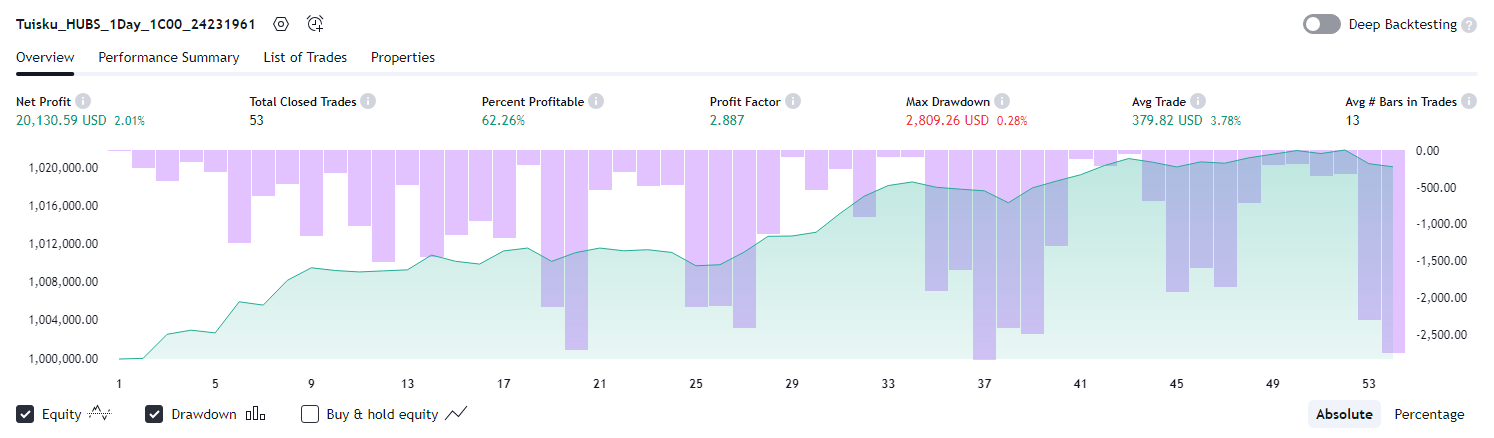 Tuisku_HUBS_1Day_1C00_24231961
Deep Backtesting
Overview Performance Summary List of Trades Properties
Net Profit Total Closed Trades Percent Profitable Profit Factor Max Drawdown Avg Trade Avg # Bars in Trades
20,130.59 USD 2.01% 53 62.26% 2.887 2,809.26 USD 0.28% 379.82 USD 3.78% 13
0.00
1,020,000.00
-500.00
1,016,000.00
-1,000.00
1,012,000.00
-1,500.00
1,008,000.00
-2,000.00
1,004,000.00
-2,500.00
1,000,000.00
1 5 9 13 17 21 25 29 33 37 41 45 49 53
Equity Drawdown Buy & hold equity Absolute Percentage